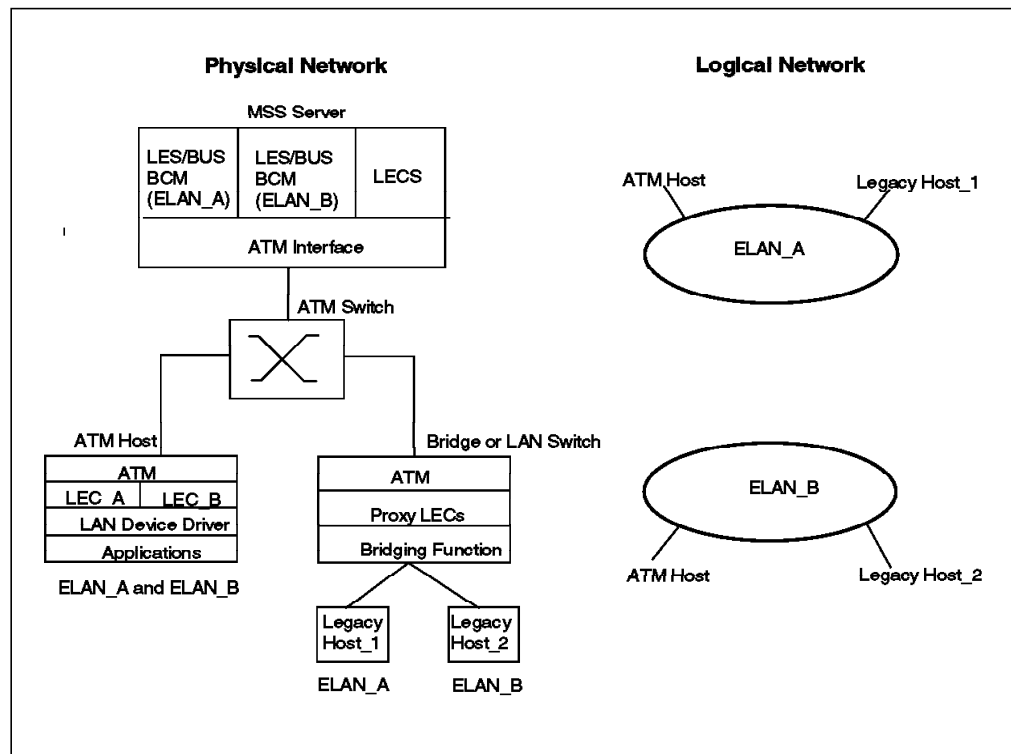 Physical Network
Logical Network
MSS Server
LES/BUS
BCM
(ELAN_A)
LES/BUS
BCM
(ELAN_B)
LECS
ATM Interface
ATM Switch
ATM Host
ATM
LEC_A
LEC_B
LAN Device Driver
Applications
ELAN_A and ELAN_B
Bridge or LAN Switch
ATM
Proxy LECs
Bridging Function
Legacy
Host_1
Legacy
Host_2
ELAN_A
ELAN_B
ATM Host
Legacy Host_1
ELAN_A
ELAN_B
ATM Host
Legacy Host_2